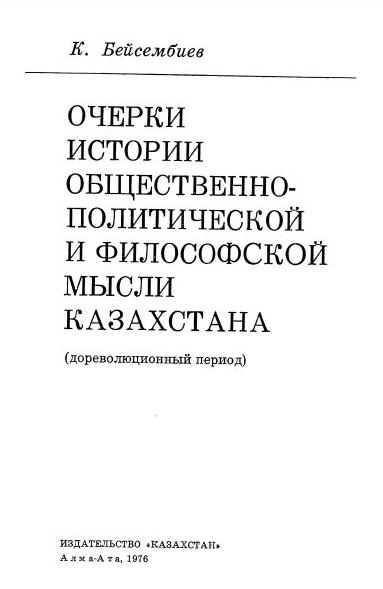 К. Бейсембиев
ОЧЕРКИ
ИСТОРИИ
ОБЩЕСТВЕННО-
ПОЛИТИЧЕСКОЙ
И ФИЛОСОФСКОЙ
МЫСЛИ
КАЗАХСТАНА
(дореволюционный период)
ИЗДАТЕЛЬСТВО «КАЗАХСТАН»
Алма-Ата, 1976